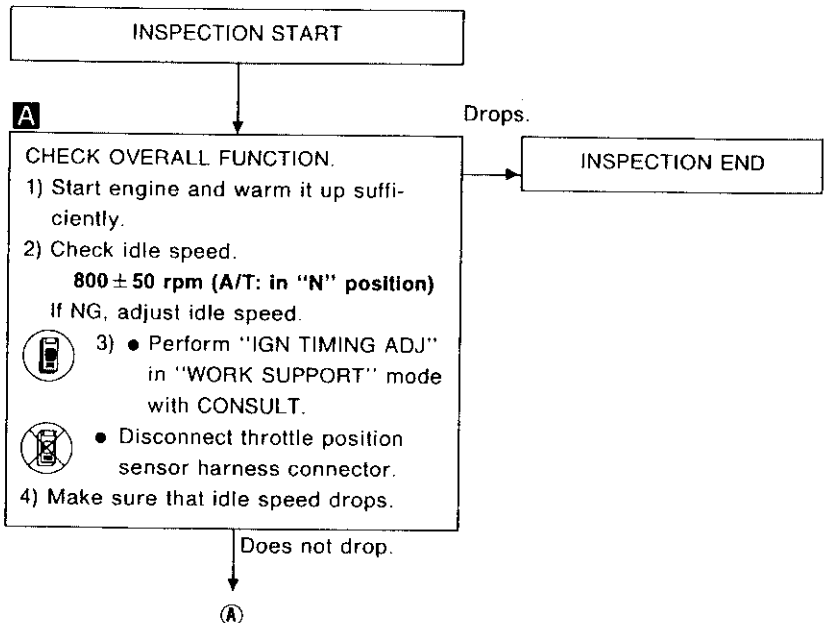 INSPECTION START
A
Drops.
INSPECTION END
CHECK OVERALL FUNCTION.
1) Start engine and warm it up suffi-
ciently.
2) Check idle speed.
800 ± 50 rpm (A/T: in “N” position)
If NG, adjust idle speed.
3) ● Perform “IGN TIMING ADJ”
in “WORK SUPPORT” mode
with CONSULT.
● Disconnect throttle position
sensor harness connector.
4) Make sure that idle speed drops.
Does not drop.
Ⓐ